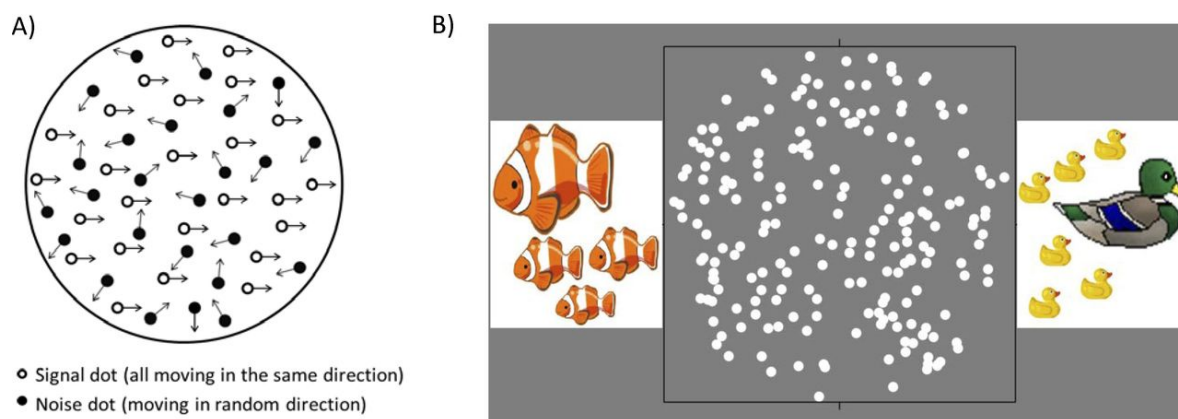 A)
B)
Signal dot (all moving in the same direction)
Noise dot (moving in random direction)